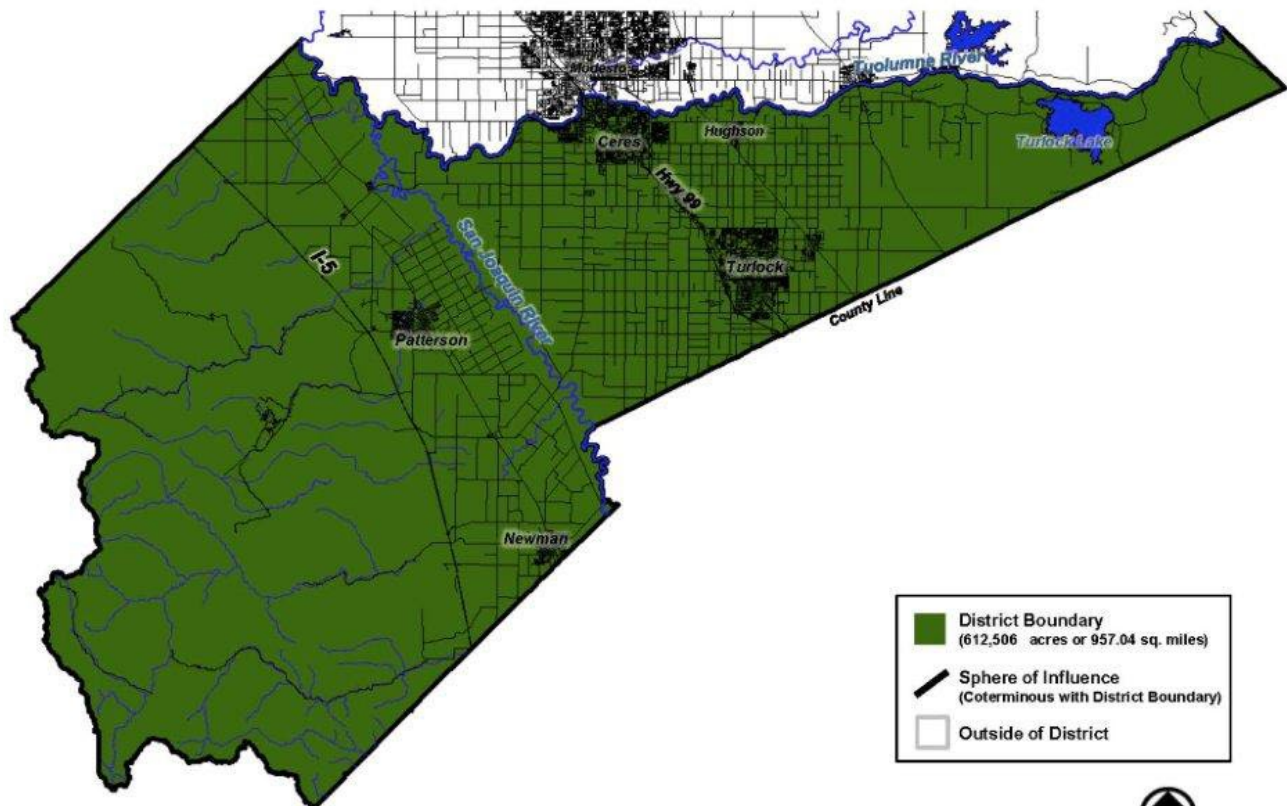 Modesto
Tuolumne River
Ceres
Hughson
Turlock Lake
Hwy 99
San Joaquin River
I-5
Turlock
County Line
Patterson
Newman
District Boundary
(612,506 acres or 957.04 sq. miles)
Sphere of Influence
(Coterminous with District Boundary)
Outside of District